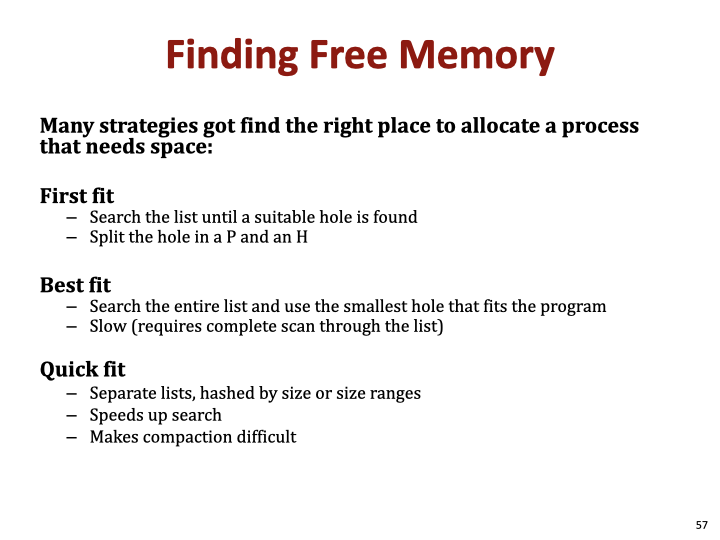 Finding Free Memory
Many strategies got find the right place to allocate a process
that needs space:
First fit
– Search the list until a suitable hole is found
– Split the hole in a P and an H
Best fit
– Search the entire list and use the smallest hole that fits the program
– Slow (requires complete scan through the list)
Quick fit
– Separate lists, hashed by size or size ranges
– Speeds up search
– Makes compaction difficult
57